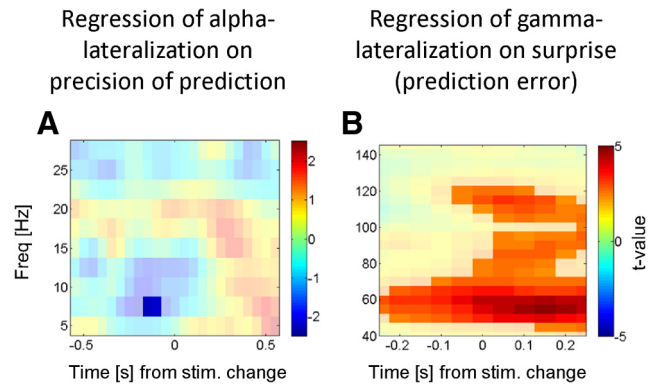 Regression of alpha-
lateralization on
precision of prediction
Regression of gamma-
lateralization on surprise
(prediction error)
A
B
Freq [Hz]
25
20
15
10
5
-0.5
0
0.5
Time [s] from stim. change
2
1
0
-1
-2
140
120
100
80
60
40
-0.2
-0.1
0
0.1
0.2
Time [s] from stim. change
5
0
-5
t-value